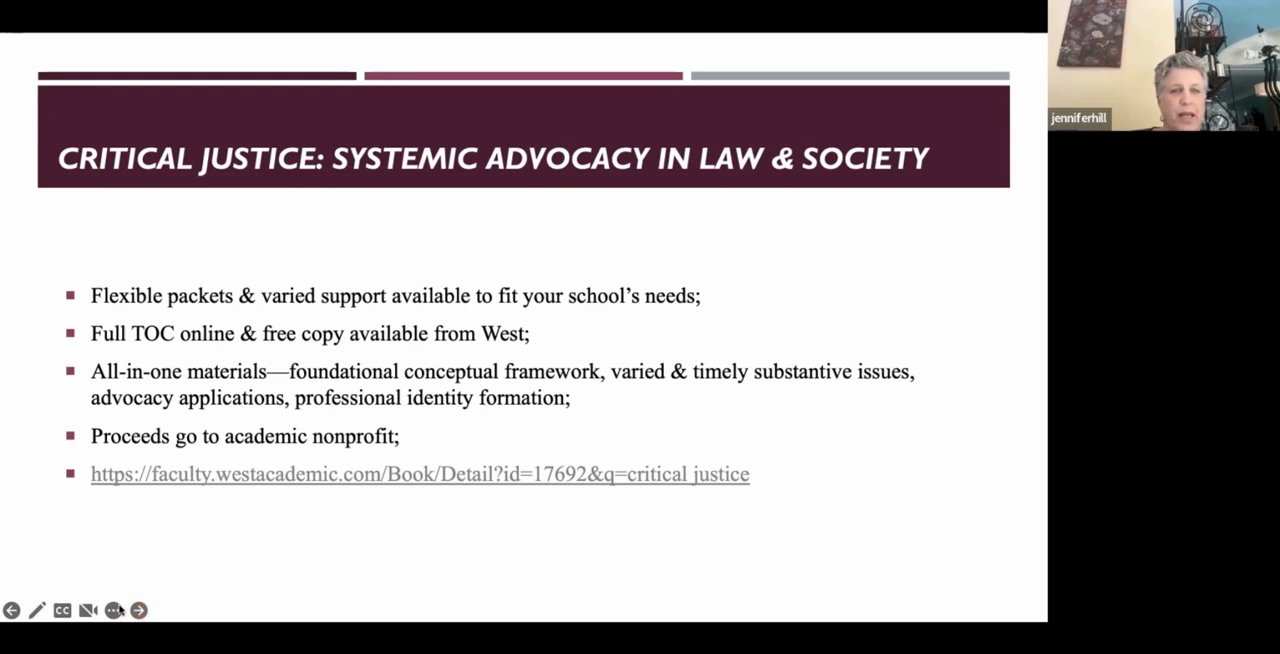 CRITICAL JUSTICE: SYSTEMIC ADVOCACY IN LAW & SOCIETY
jenniferhill
Flexible packets & varied support available to fit your school's needs;
Full TOC online & free copy available from West;
All-in-one materials—foundational conceptual framework, varied & timely substantive issues,
advocacy applications, professional identity formation;
Proceeds go to academic nonprofit;
https://faculty.westacademic.com/Book/Detail?id=17692&q=critical justice
CC